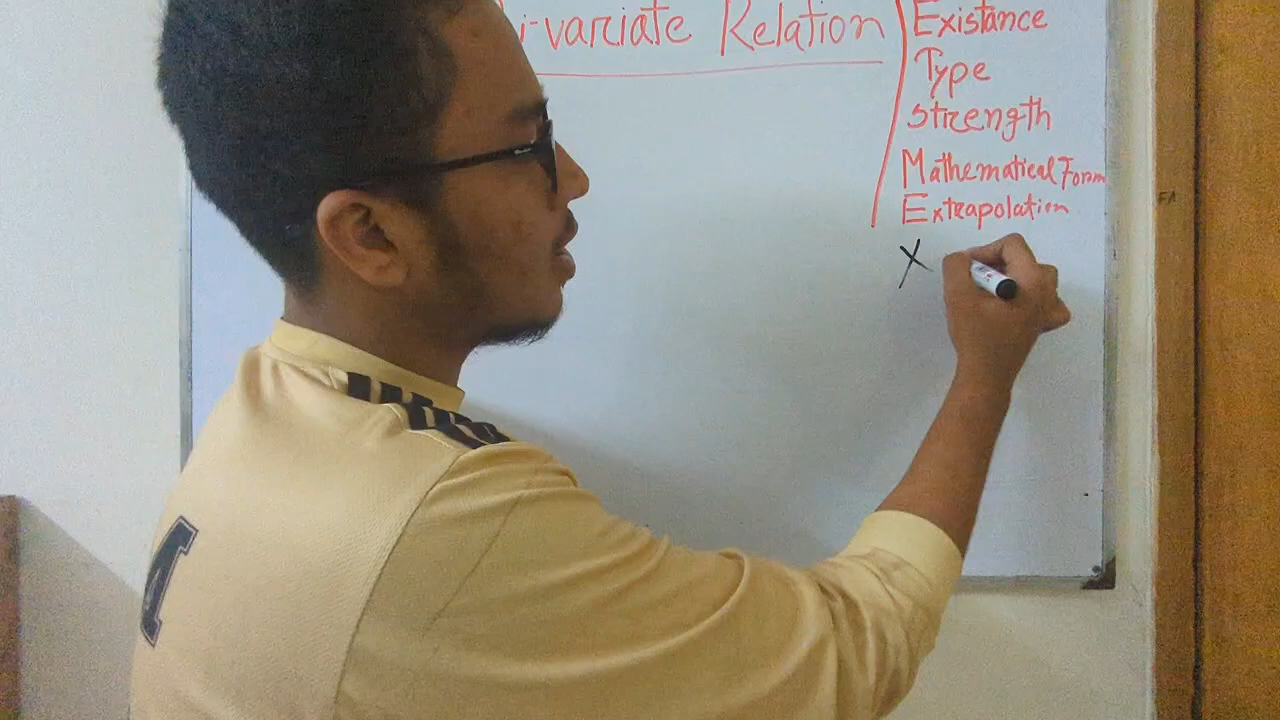 i-variate Relation
Existance
Type
Strength
Mathematical Form
Extrapolation
X